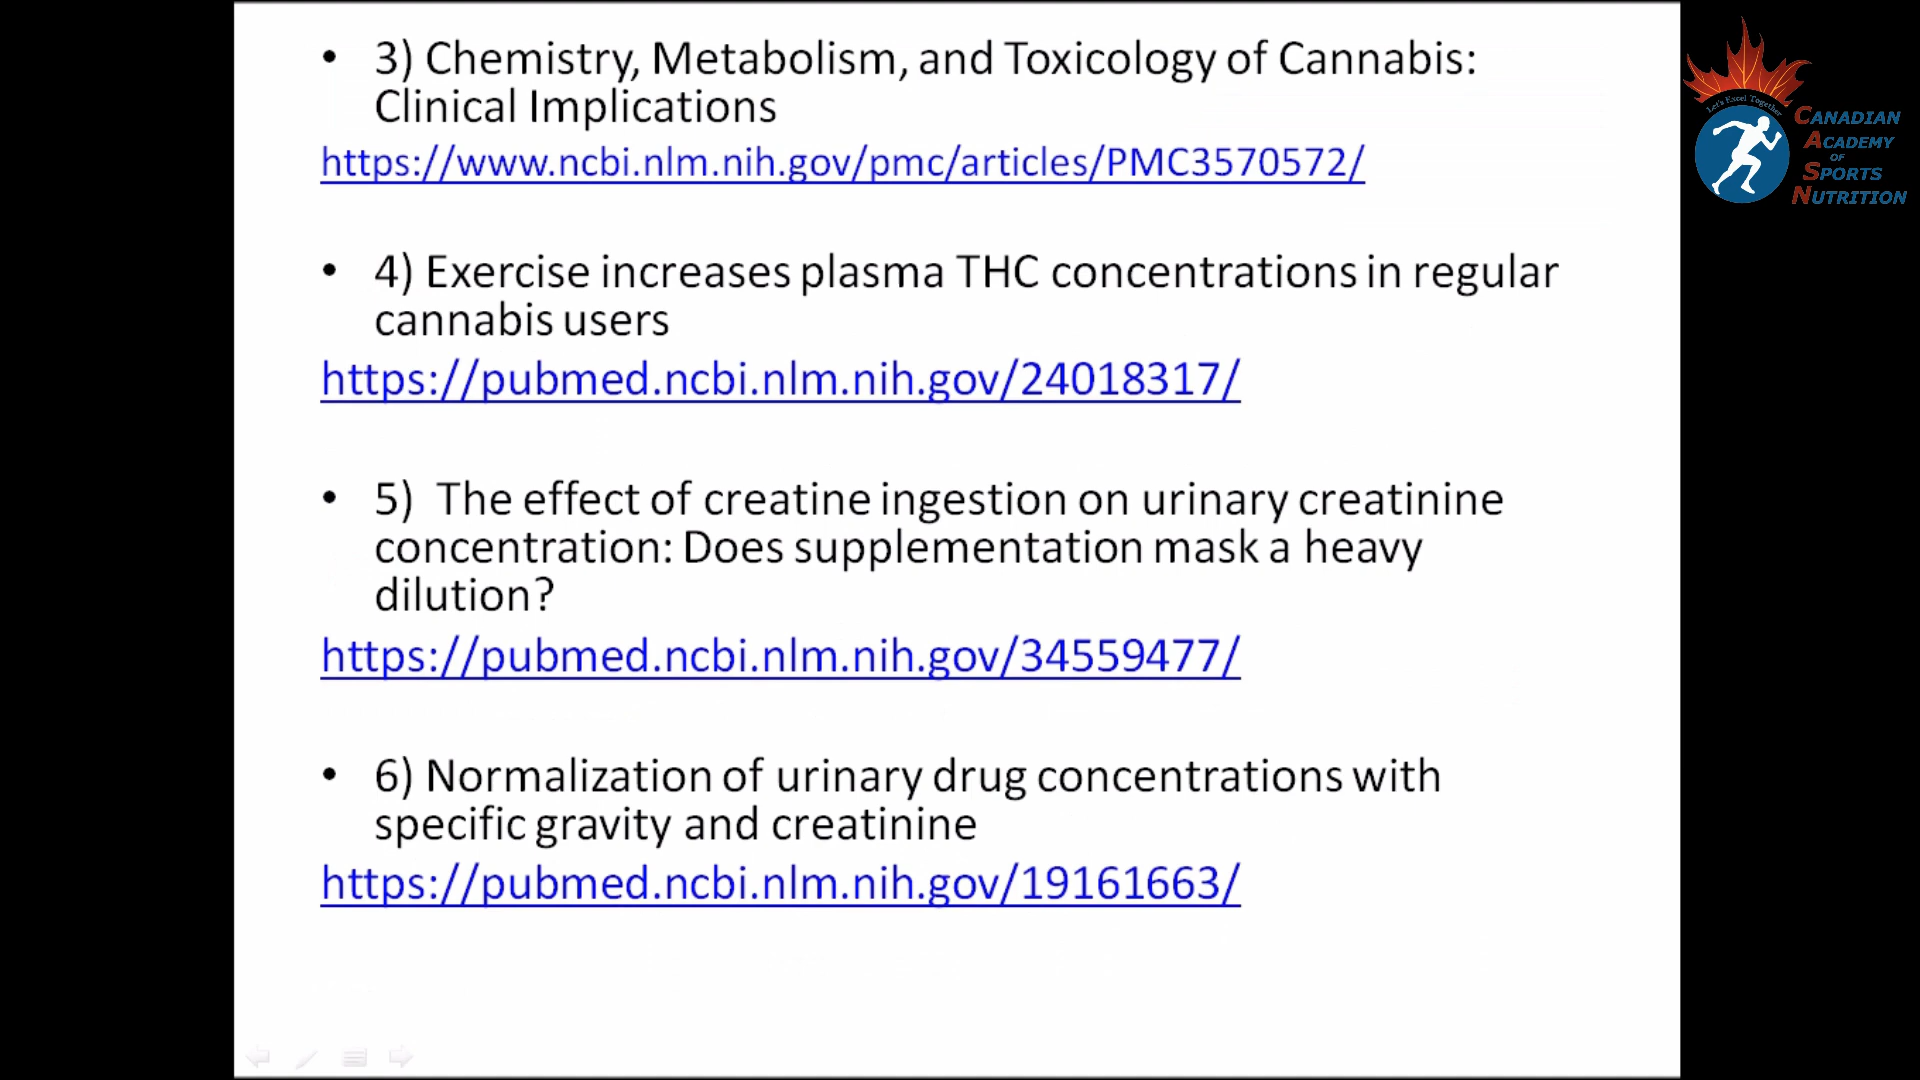 • 3) Chemistry, Metabolism, and Toxicology of Cannabis:
Clinical Implications
https://www.ncbi.nlm.nih.gov/pmc/articles/PMC3570572/
• 4) Exercise increases plasma THC concentrations in regular
cannabis users
https://pubmed.ncbi.nlm.nih.gov/24018317/
• 5) The effect of creatine ingestion on urinary creatinine
concentration: Does supplementation mask a heavy
dilution?
https://pubmed.ncbi.nlm.nih.gov/34559477/
• 6) Normalization of urinary drug concentrations with
specific gravity and creatinine
https://pubmed.ncbi.nlm.nih.gov/19161663/
Let's Excel Together
CANADIAN
ACADEMY
OF
SPORTS
NUTRITION